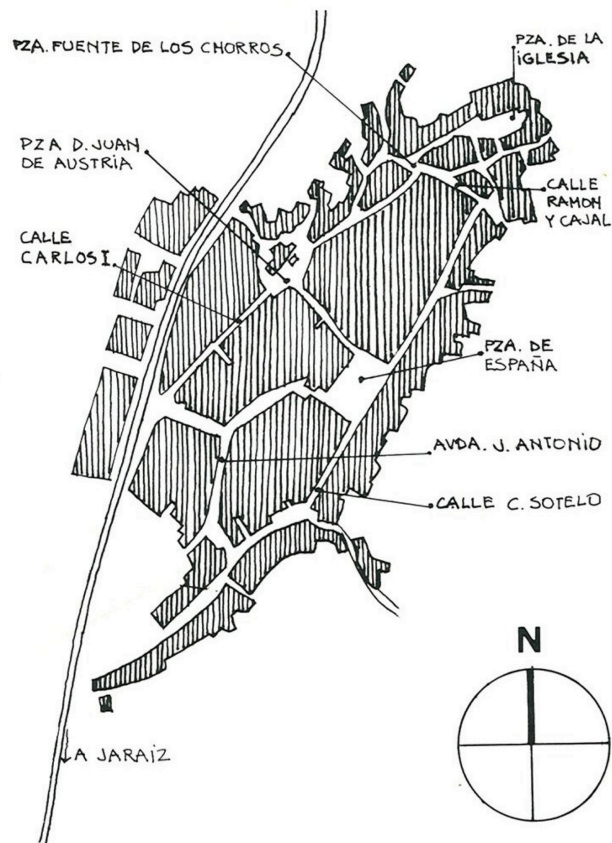 PZA. FUENTE DE LOS CHORROS
PZA. DE LA
IGLESIA
PZA D. JUAN
DE AUSTRIA
CALLE
RAMON
Y CAJAL
CALLE
CARLOS I.
PZA. DE
ESPAÑA
AVDA. J. ANTONIO
CALLE C. SOTELO
N
A JARAIZ